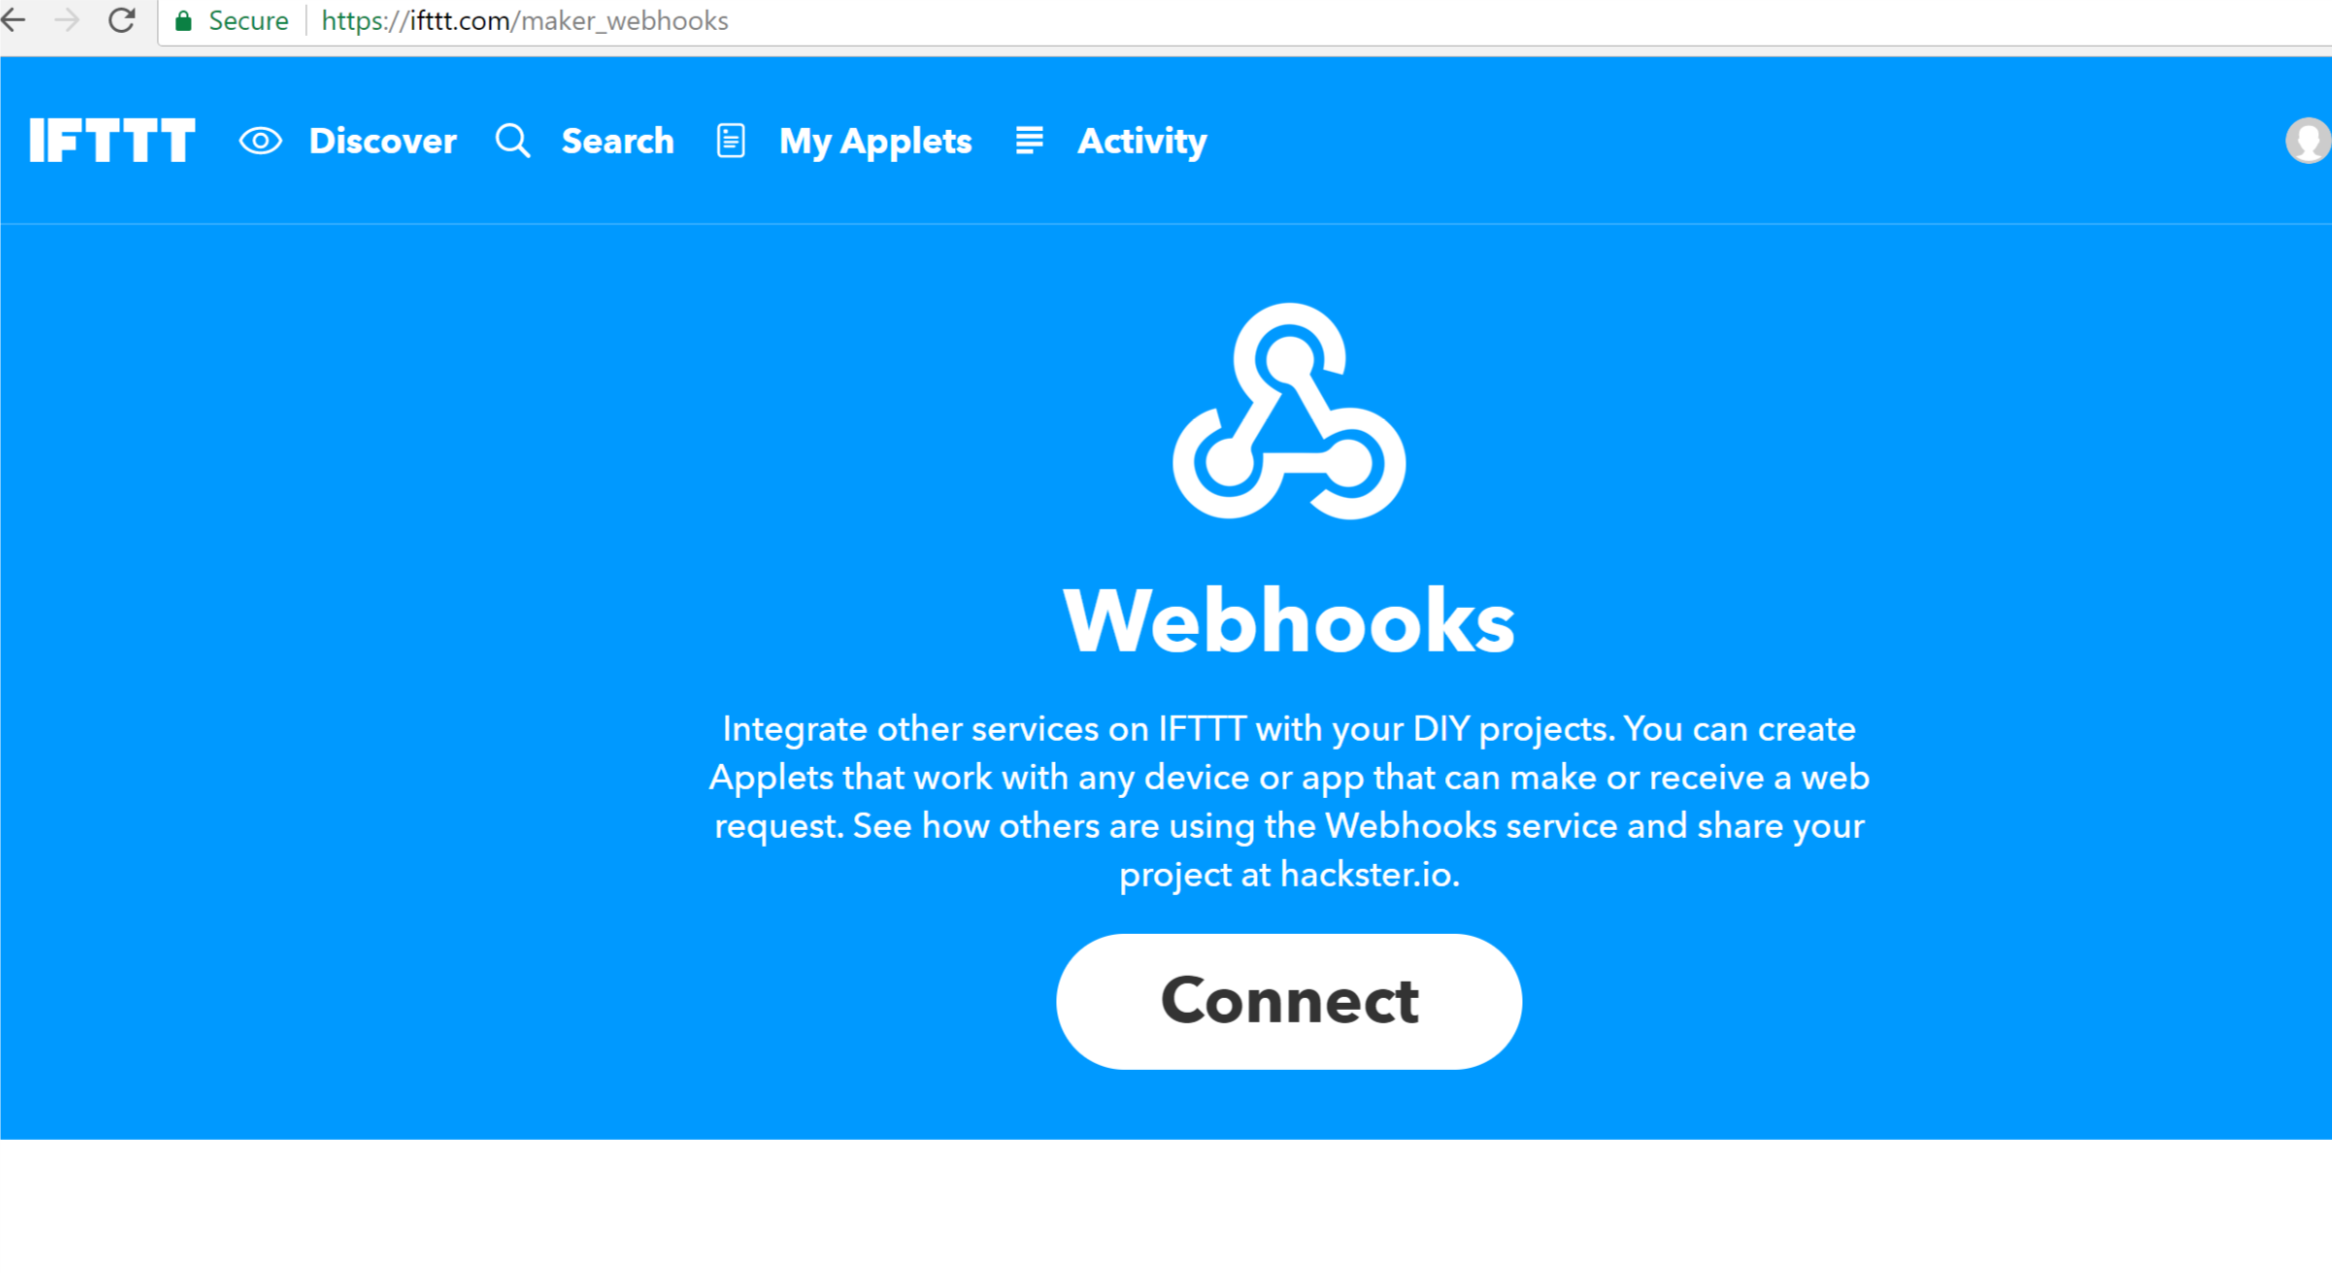 Secure https://ifttt.com/maker_webhooks
IFTTT Discover Search My Applets Activity
Webhooks
Integrate other services on IFTTT with your DIY projects. You can create
Applets that work with any device or app that can make or receive a web
request. See how others are using the Webhooks service and share your
project at hackster.io.
Connect